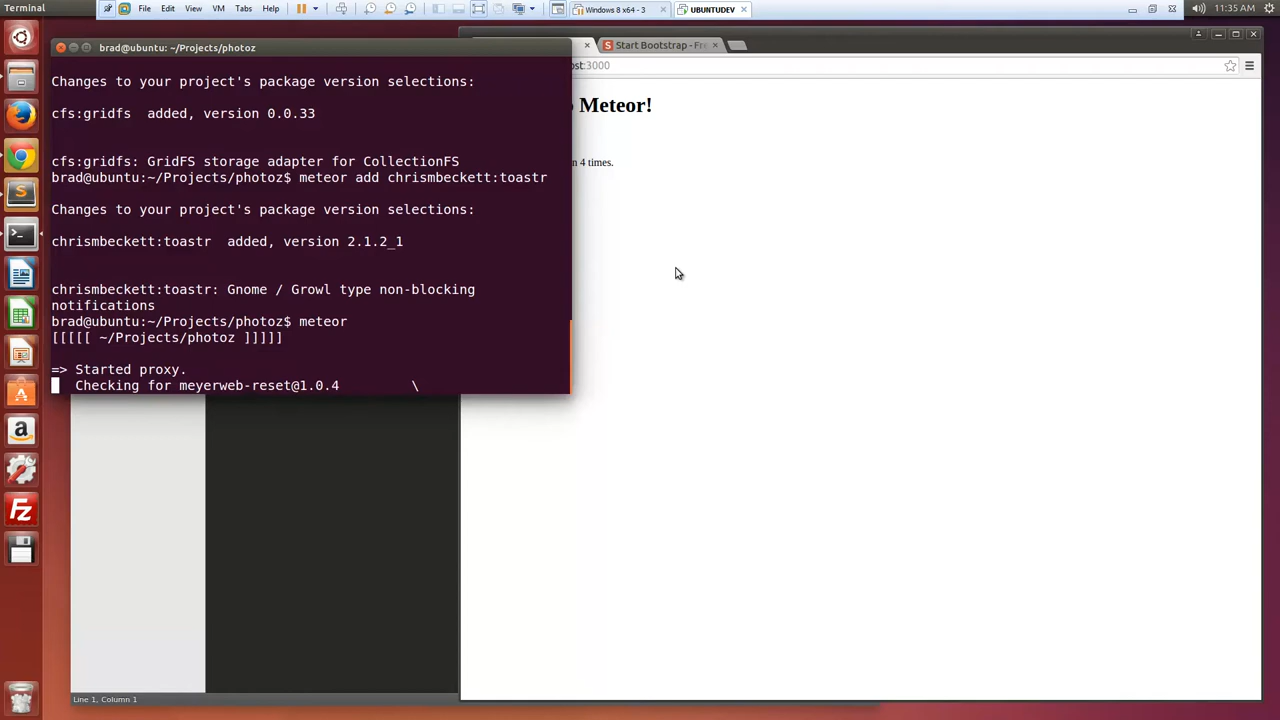 Terminal
File Edit View VM Tabs Help
Windows 8 x64 - 3
UBUNTUDEV
11:35 AM
brad@ubuntu: ~/Projects/photoz
Start Bootstrap - Fre
ost:3000
Changes to your project's package version selections:
cfs:gridfs  added, version 0.0.33
cfs:gridfs: GridFS storage adapter for CollectionFS
brad@ubuntu:~/Projects/photoz$ meteor add chrismbeckett:toastr
Changes to your project's package version selections:
chrismbeckett:toastr  added, version 2.1.2_1
chrismbeckett:toastr: Gnome / Growl type non-blocking
notifications
brad@ubuntu:~/Projects/photoz$ meteor
[[[[[ ~/Projects/photoz ]]]]]
=> Started proxy.
Checking for meyerweb-reset@1.0.4 \
Meteor!
n 4 times.
Line 1, Column 1